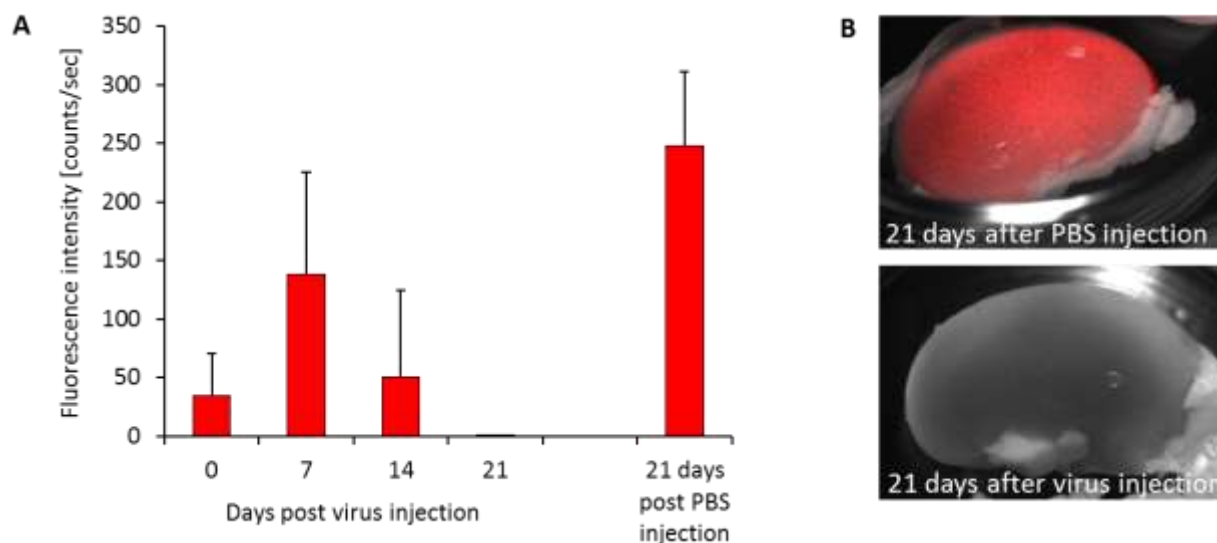 A
Fluorescence intensity [counts/sec]
350
300
250
200
150
100
50
0
0
7
14
21
21 days
post PBS
injection
Days post virus injection
B
21 days after PBS injection
21 days after virus injection